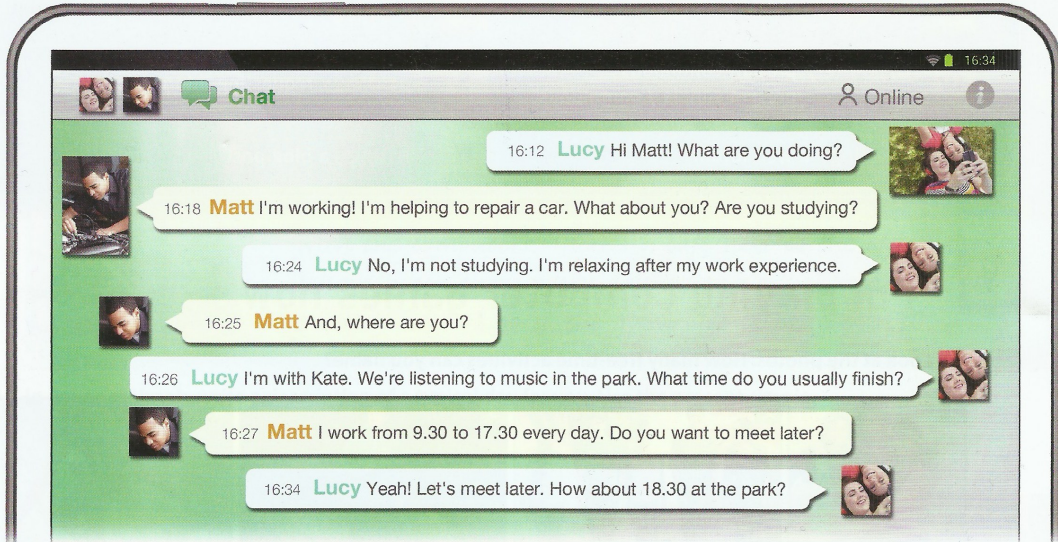 16:34
Chat
Online
16:12 Lucy Hi Matt! What are you doing?
16:18 Matt I'm working! I'm helping to repair a car. What about you? Are you studying?
16:24 Lucy No, I'm not studying. I'm relaxing after my work experience.
16:25 Matt And, where are you?
16:26 Lucy I'm with Kate. We're listening to music in the park. What time do you usually finish?
16:27 Matt I work from 9.30 to 17.30 every day. Do you want to meet later?
16:34 Lucy Yeah! Let's meet later. How about 18.30 at the park?